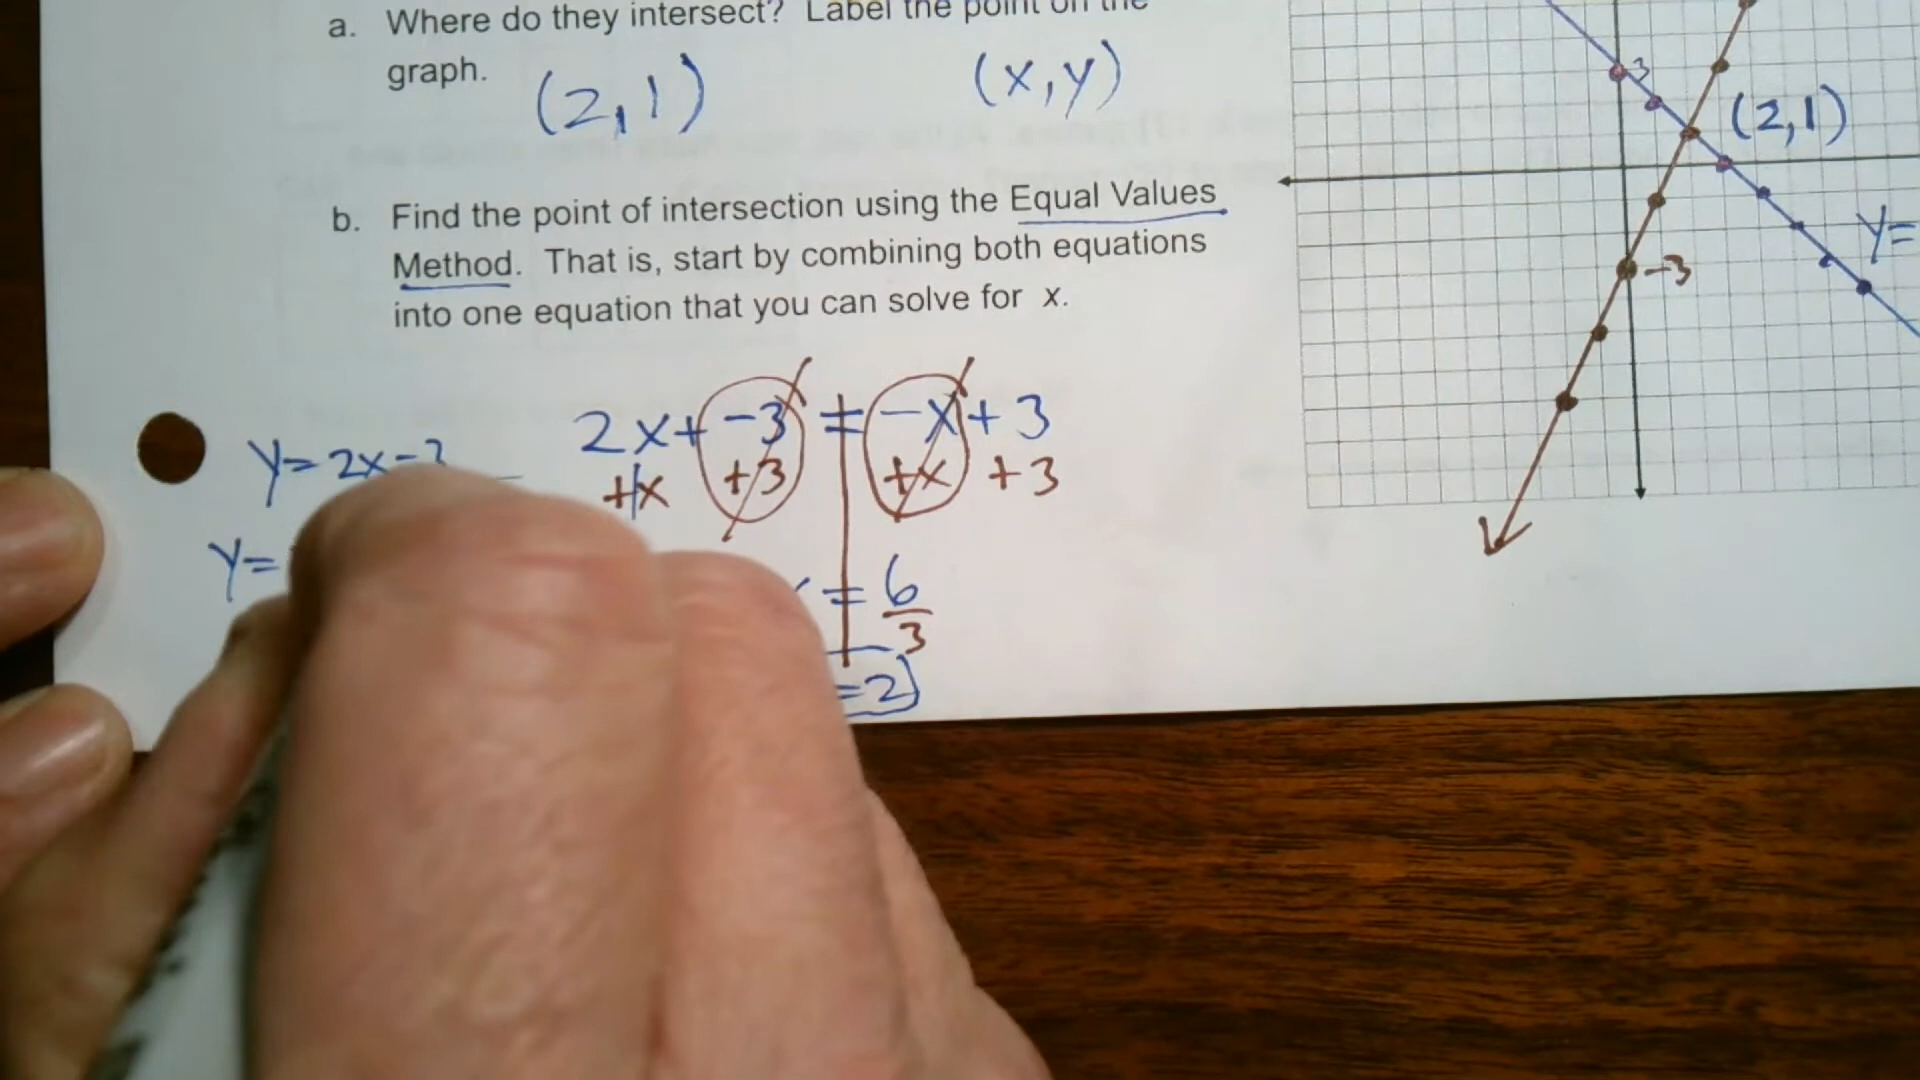 a. Where do they intersect? Label the point on the
graph. (2,1) (x,y)
b. Find the point of intersection using the Equal Values
Method. That is, start by combining both equations
into one equation that you can solve for x.
y=2x-3 2x+-3=-x+3
+x +3 +x +3
y= = 6
3
=2
3
(2,1)
y=
-3